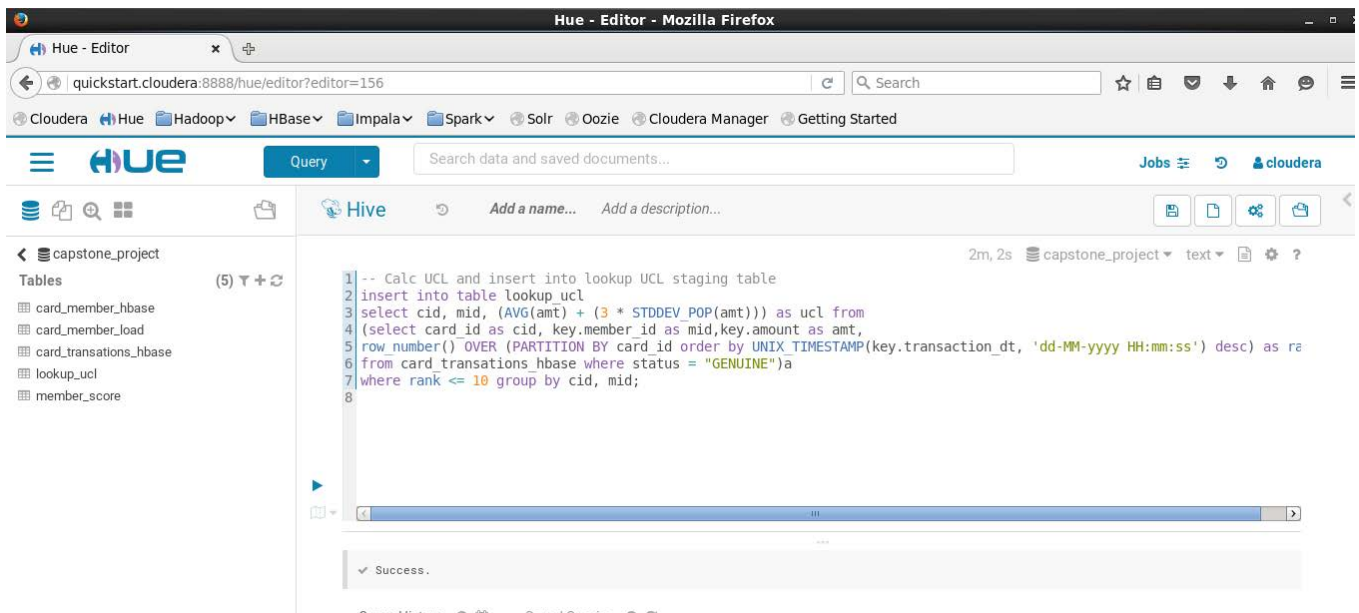 Hue - Editor - Mozilla Firefox
Hue - Editor
quickstart.cloudera:8888/hue/editor?editor=156
Search
Cloudera Hue Hadoop HBase Impala Spark Solr Oozie Cloudera Manager Getting Started
HUE Query Search data and saved documents... Jobs cloudera
Hive Add a name... Add a description...
capstone_project
Tables (5)
card_member_hbase
card_member_load
card_transations_hbase
lookup_ucl
member_score
2m, 2s capstone_project text ?
1 -- Calc UCL and insert into lookup UCL staging table
2 insert into table lookup_ucl
3 select cid, mid, (AVG(amt) + (3 * STDDEV_POP(amt))) as ucl from
4 (select card_id as cid, key.member_id as mid,key.amount as amt,
5 row_number() OVER (PARTITION BY card_id order by UNIX_TIMESTAMP(key.transaction_dt, 'dd-MM-yyyy HH:mm:ss') desc) as ra
6 from card_transations_hbase where status = "GENUINE")a
7 where rank <= 10 group by cid, mid;
8
Success.